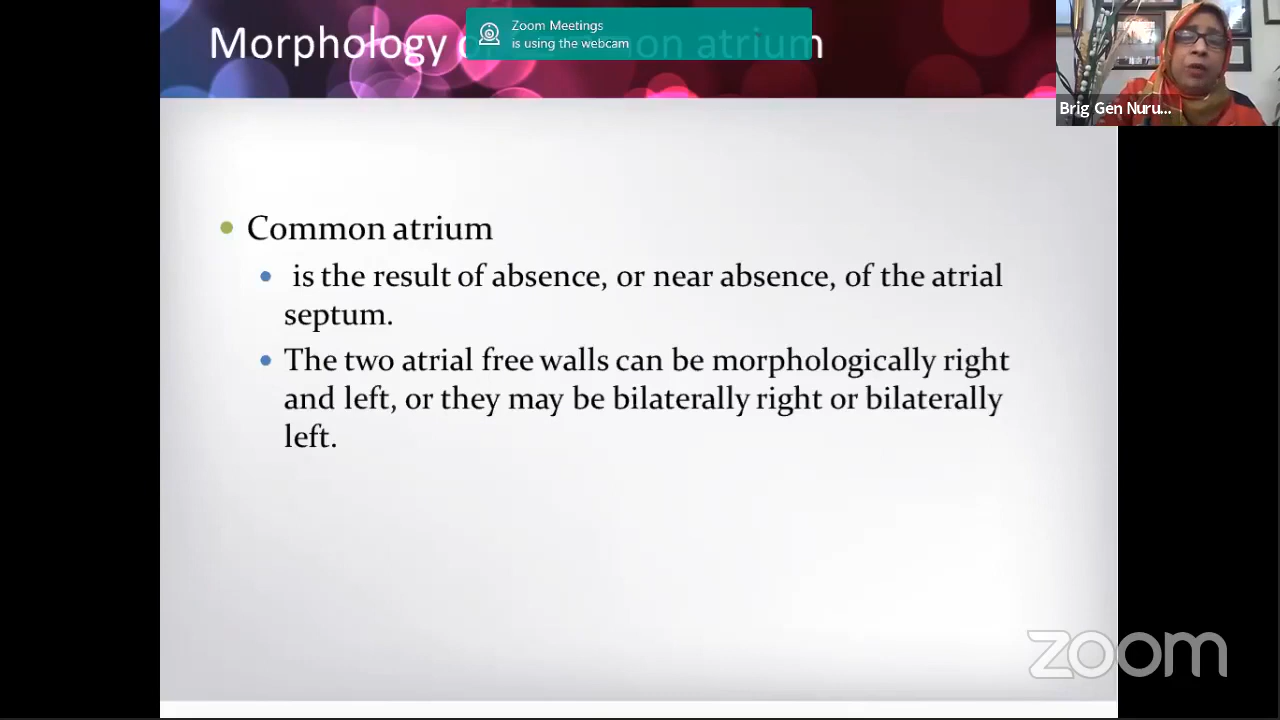 Morphology of common atrium
Zoom Meetings
is using the webcam
Brig Gen Nuru...
Common atrium
is the result of absence, or near absence, of the atrial
septum.
The two atrial free walls can be morphologically right
and left, or they may be bilaterally right or bilaterally
left.
zoom